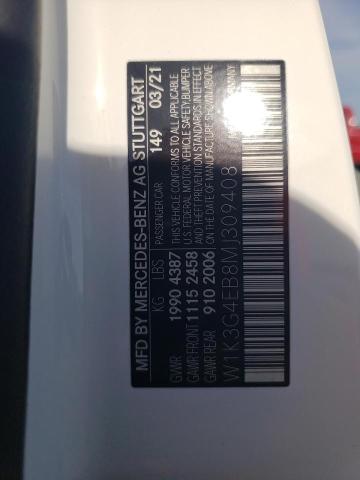 MFD BY MERCEDES-BENZ AG STUTTGART
PASSENGER CAR 149 03/21
KG LBS
GVWR 1990 4387
GAWR FRONT 1115 2458
GAWR REAR 910 2006
THIS VEHICLE CONFORMS TO ALL APPLICABLE
U.S. FEDERAL MOTOR VEHICLE SAFETY, BUMPER
AND THEFT PREVENTION STANDARDS IN EFFECT
ON THE DATE OF MANUFACTURE SHOWN ABOVE
W1K3G4EB8MJ309408